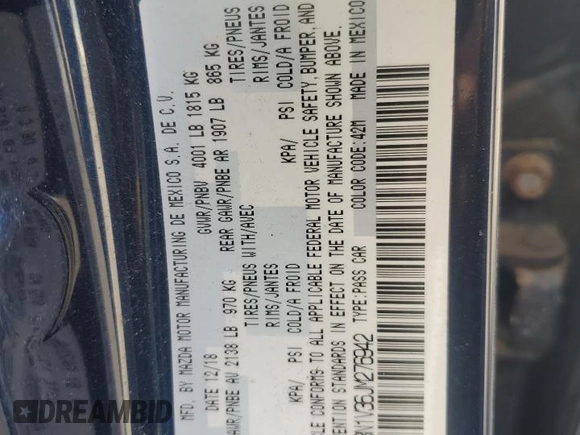 MFD. BY MAZDA MOTOR MANUFACTURING DE MEXICO S.A. DE C.V.
DATE 12/18 GVWR/PNBV 4001 LB 1815 KG
GAWR/PNBE AV 2138 LB 970 KG REAR GAWR/PNBE AR 1907 LB 865 KG
TIRES/PNEUS WITH/AVEC TIRES/PNEUS
RIMS/JANTES RIMS/JANTES
KPA/ PSI COLD/A FROID KPA/ PSI COLD/A FROID
CONFORMS TO ALL APPLICABLE FEDERAL MOTOR VEHICLE SAFETY, BUMPER, AND
STANDARDS IN EFFECT ON THE DATE OF MANUFACTURE SHOWN ABOVE.
TYPE:PASS CAR COLOR CODE:42M MADE IN MEXICO
DREAMBID